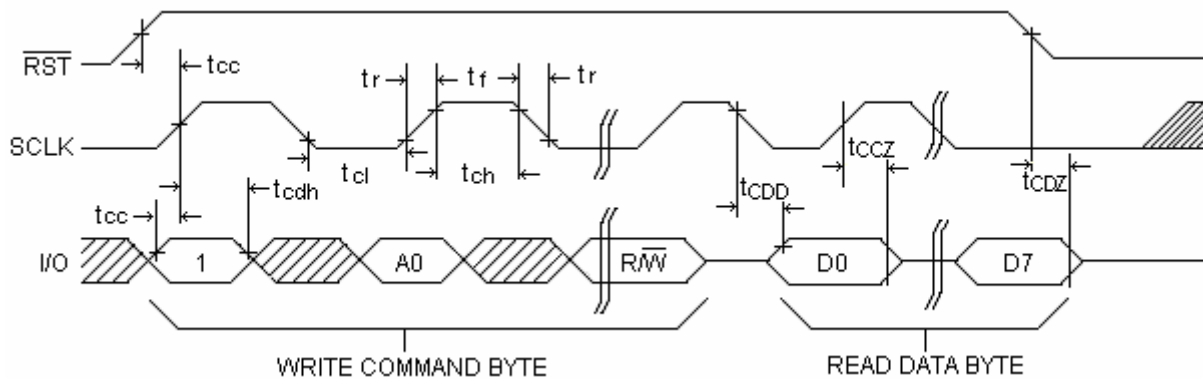 R̅S̅T̅ tcc tr tf tr
SCLK
tcl tch tCCZ
tcc tcdh tCDD tCDZ
I/O 1 A0 R/W̅ D0 D7
WRITE COMMAND BYTE READ DATA BYTE